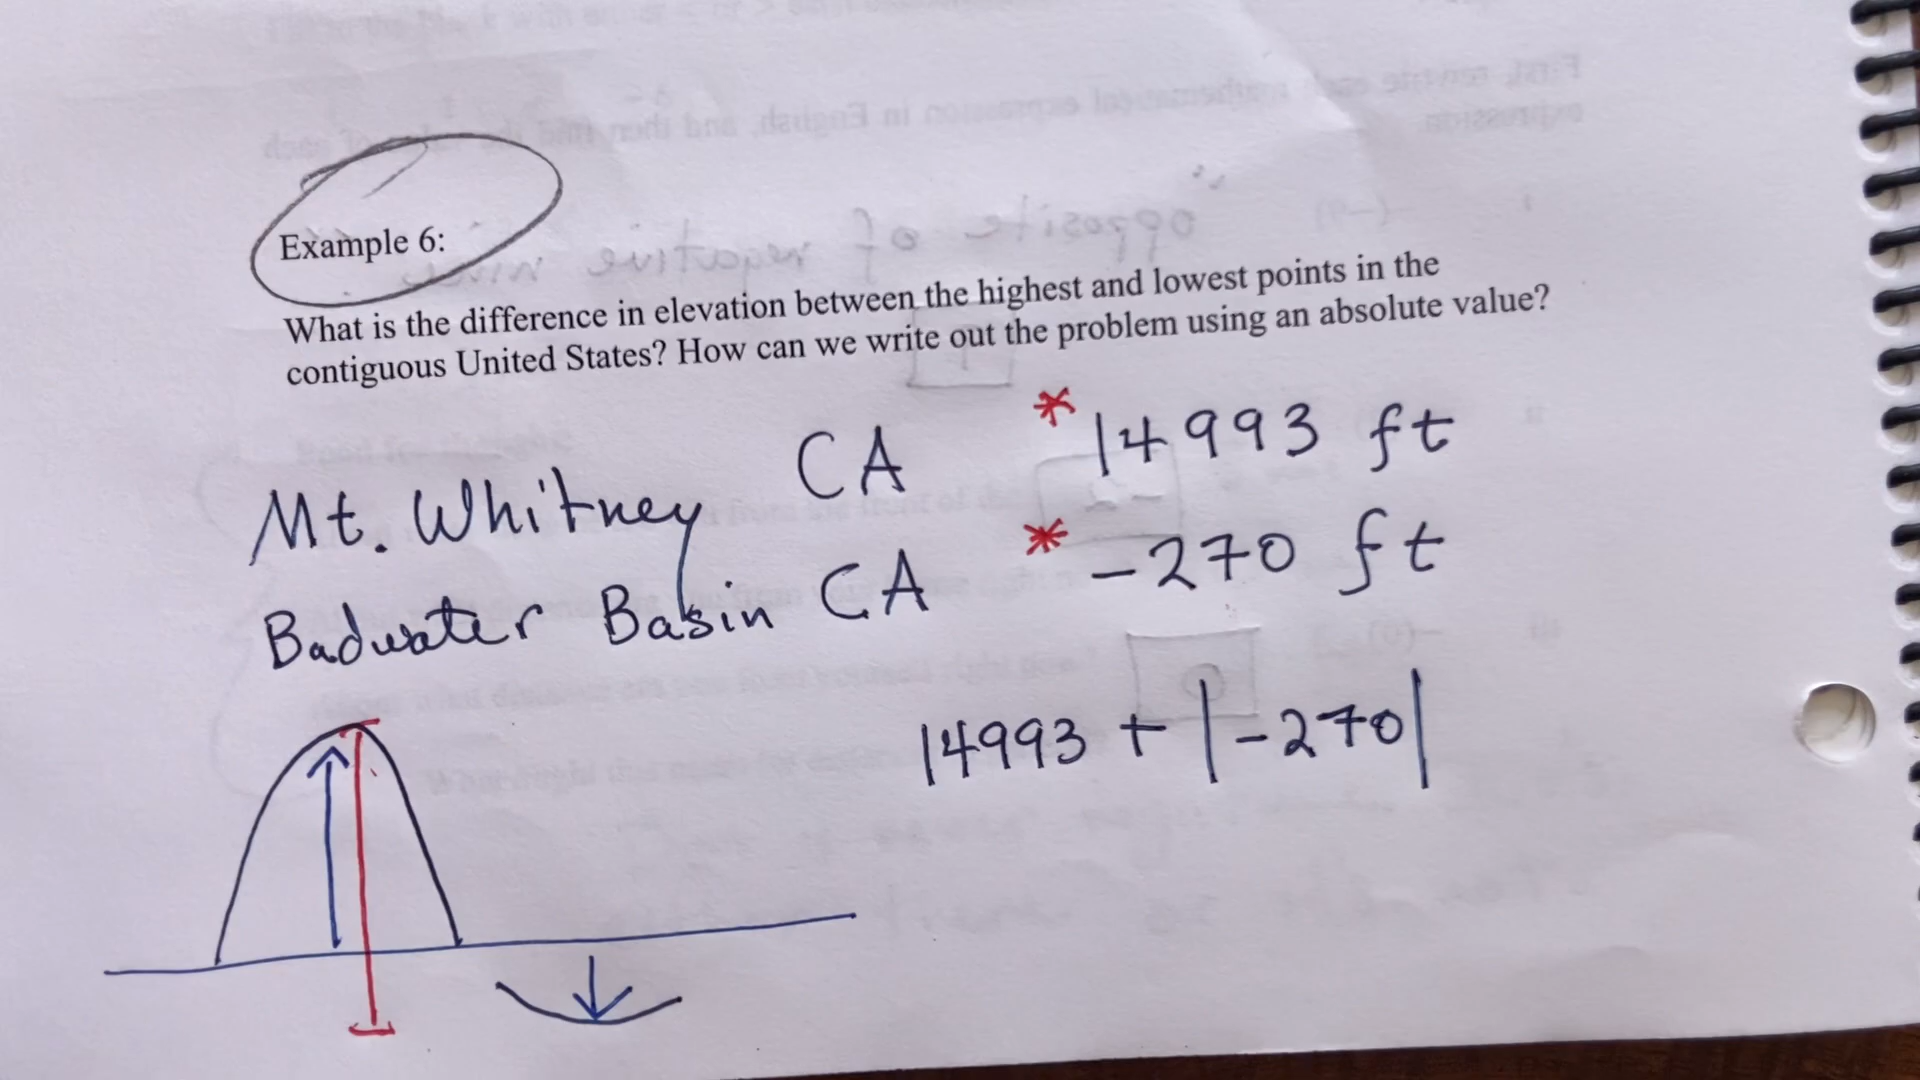 Example 6:
What is the difference in elevation between the highest and lowest points in the
contiguous United States? How can we write out the problem using an absolute value?
Mt. Whitney CA * 14993 ft
Badwater Basin CA * -270 ft
14993 + |-270|